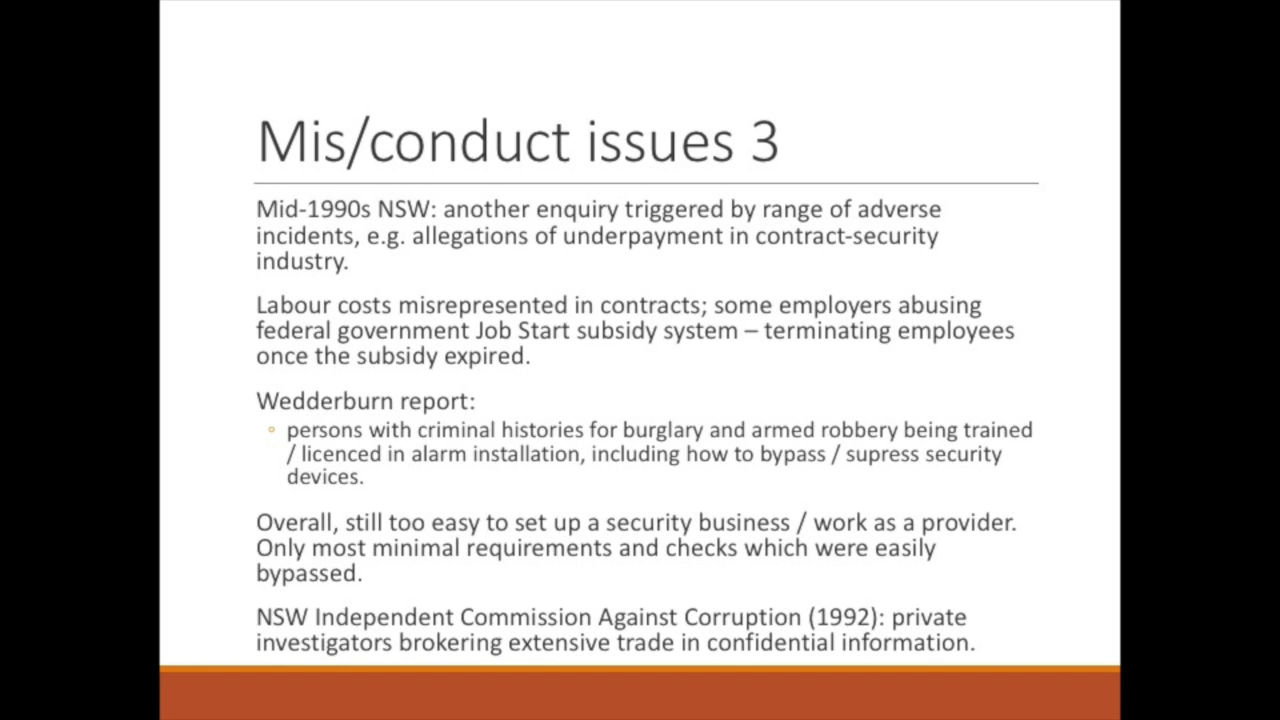 Mis/conduct issues 3
Mid-1990s NSW: another enquiry triggered by range of adverse
incidents, e.g. allegations of underpayment in contract-security
industry.
Labour costs misrepresented in contracts; some employers abusing
federal government Job Start subsidy system – terminating employees
once the subsidy expired.
Wedderburn report:
◦ persons with criminal histories for burglary and armed robbery being trained
/ licenced in alarm installation, including how to bypass / supress security
devices.
Overall, still too easy to set up a security business / work as a provider.
Only most minimal requirements and checks which were easily
bypassed.
NSW Independent Commission Against Corruption (1992): private
investigators brokering extensive trade in confidential information.